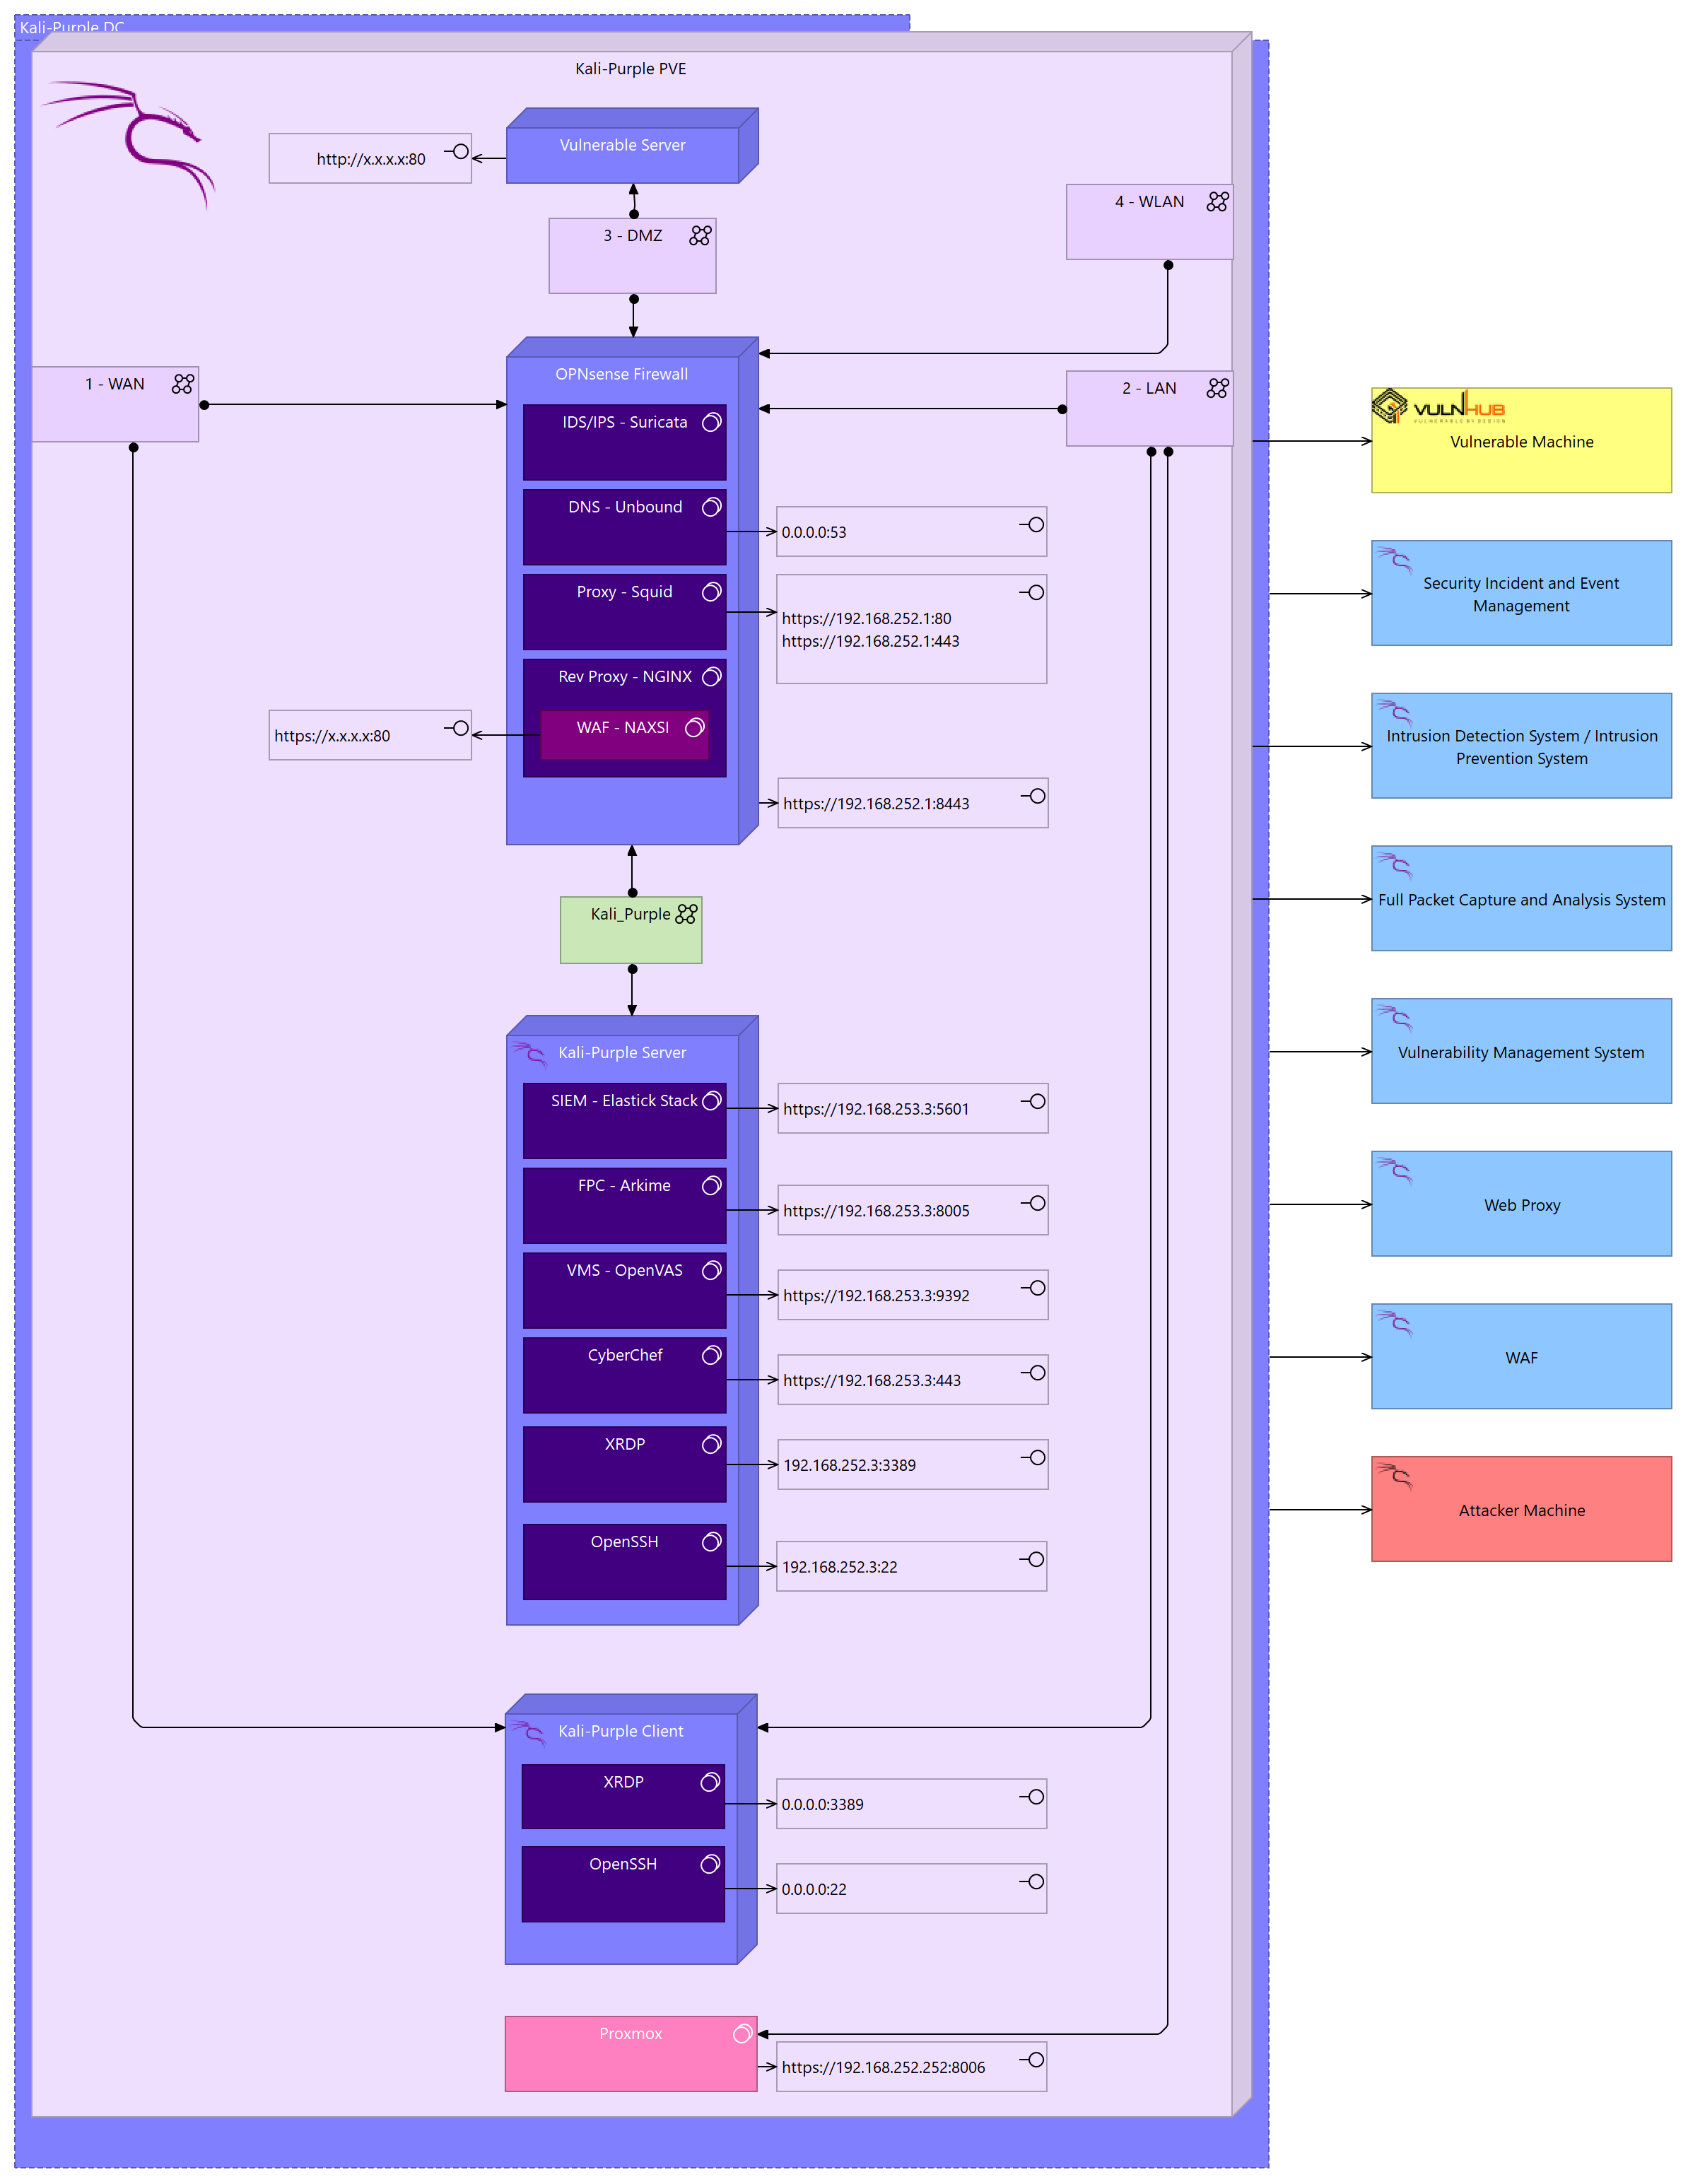 Kali-Purple DC
Kali-Purple PVE
Vulnerable Server
http://x.x.x.x:80
4 - WLAN
3 - DMZ
OPNsense Firewall
1 - WAN
2 - LAN
IDS/IPS - Suricata
DNS - Unbound
0.0.0.0:53
Proxy - Squid
https://192.168.252.1:80
https://192.168.252.1:443
Rev Proxy - NGINX
WAF - NAXSI
https://x.x.x.x:80
https://192.168.252.1:8443
Kali_Purple
Kali-Purple Server
SIEM - Elastick Stack
https://192.168.253.3:5601
FPC - Arkime
https://192.168.253.3:8005
VMS - OpenVAS
https://192.168.253.3:9392
CyberChef
https://192.168.253.3:443
XRDP
192.168.252.3:3389
OpenSSH
192.168.252.3:22
Kali-Purple Client
XRDP
0.0.0.0:3389
OpenSSH
0.0.0.0:22
Proxmox
https://192.168.252.252:8006
VULNHUB
VULNERABLE BY DESIGN
Vulnerable Machine
Security Incident and Event
Management
Intrusion Detection System / Intrusion
Prevention System
Full Packet Capture and Analysis System
Vulnerability Management System
Web Proxy
WAF
Attacker Machine